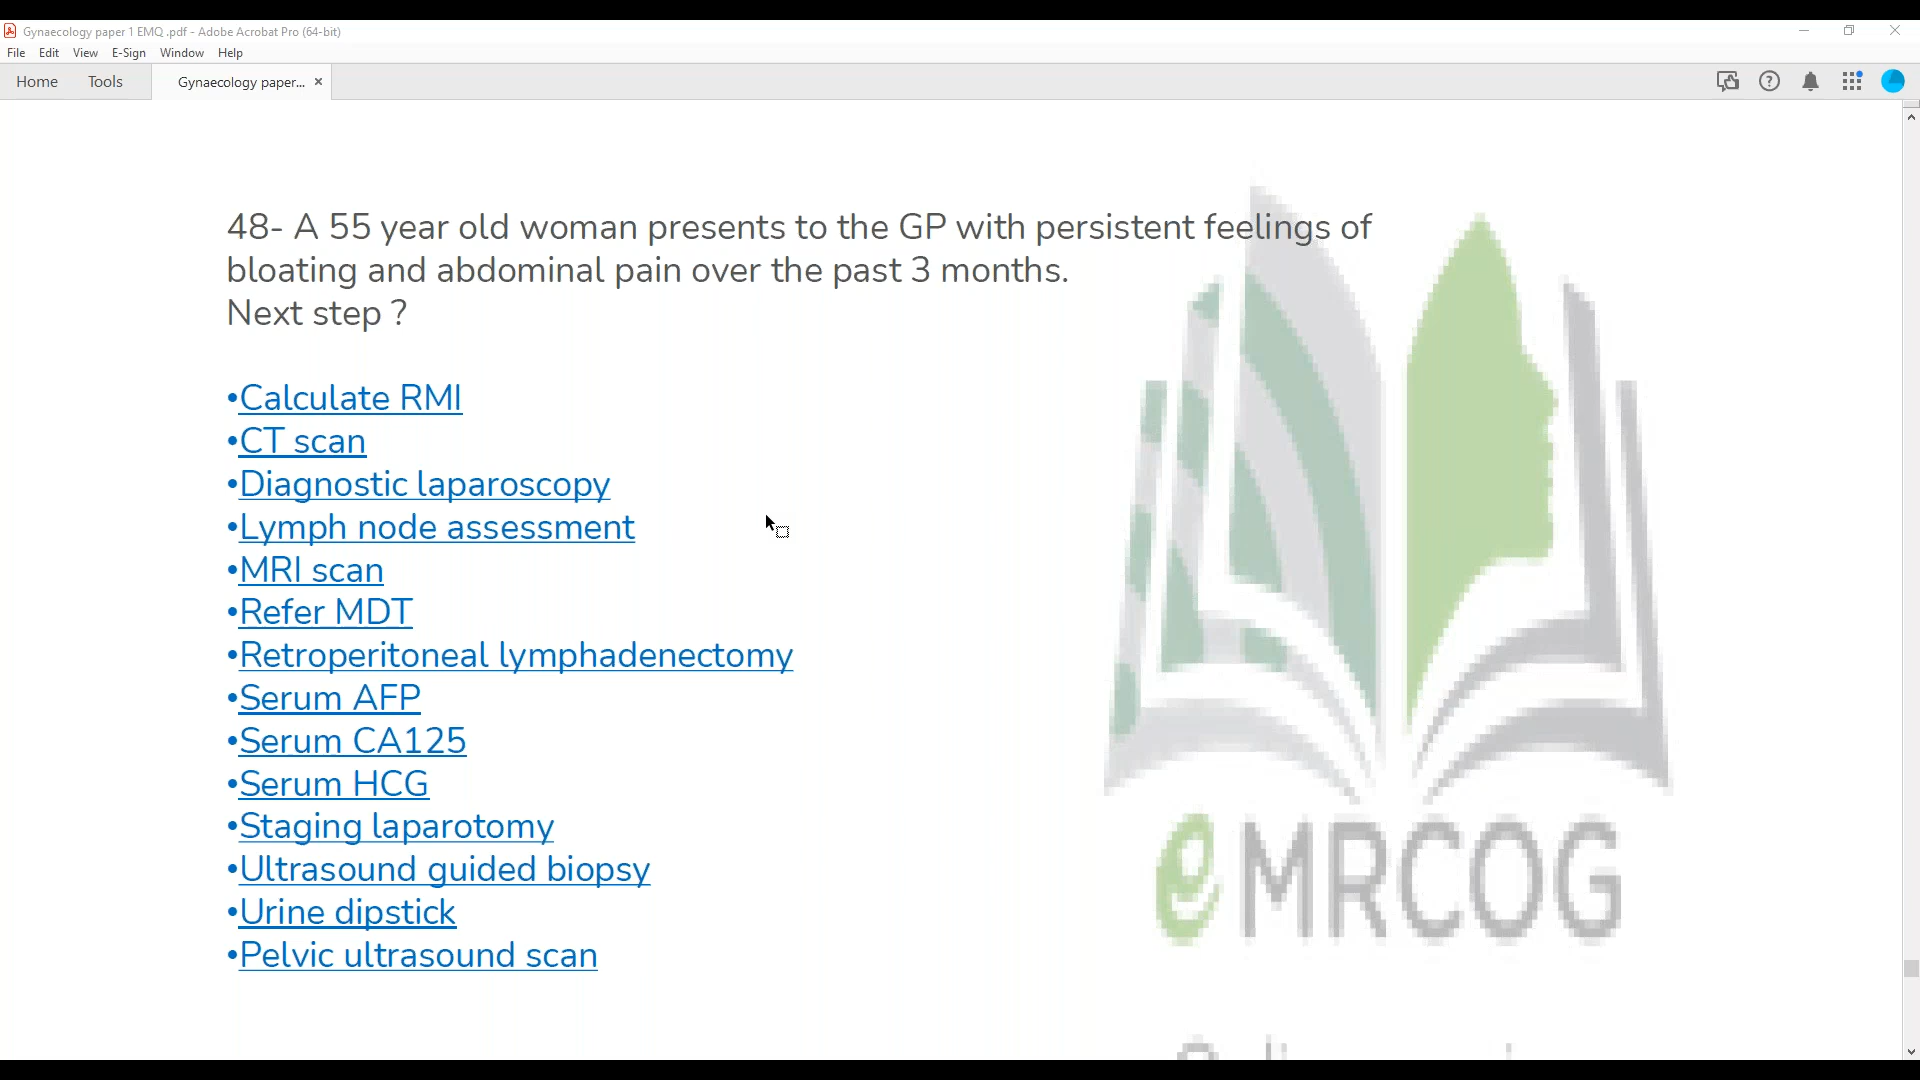 Gynaecology paper 1 EMQ .pdf - Adobe Acrobat Pro (64-bit)
File Edit View E-Sign Window Help
Home Tools Gynaecology paper... ×
48- A 55 year old woman presents to the GP with persistent feelings of
bloating and abdominal pain over the past 3 months.
Next step ?
•Calculate RMI
•CT scan
•Diagnostic laparoscopy
•Lymph node assessment
•MRI scan
•Refer MDT
•Retroperitoneal lymphadenectomy
•Serum AFP
•Serum CA125
•Serum HCG
•Staging laparotomy
•Ultrasound guided biopsy
•Urine dipstick
•Pelvic ultrasound scan
eMRCOG